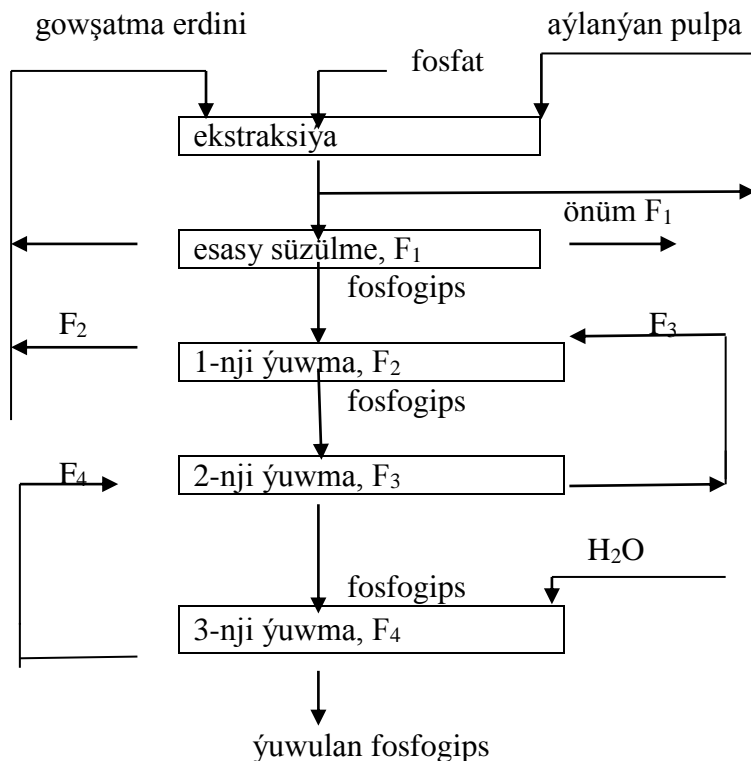 gowşatma erdini
aýlanýan pulpa
fosfat
ekstraksiýa
önüm F₁
esasy süzülme, F₁
fosfogips
F₂
F₃
1-nji ýuwma, F₂
fosfogips
F₄
2-nji ýuwma, F₃
H₂O
fosfogips
3-nji ýuwma, F₄
ýuwulan fosfogips